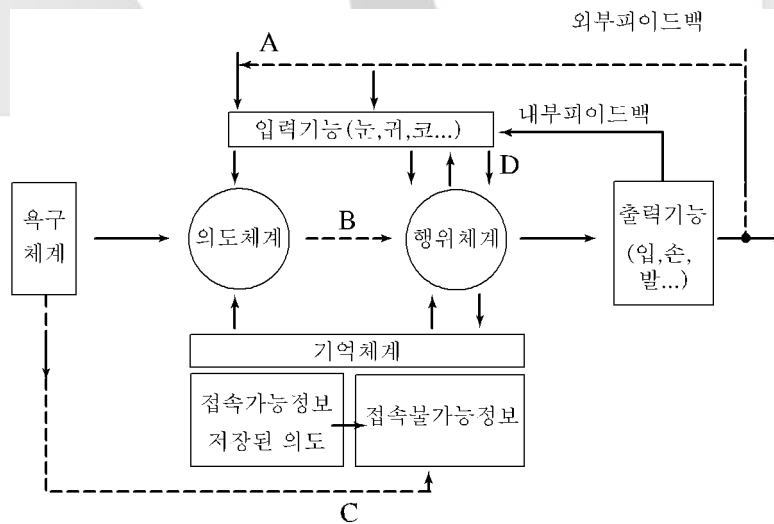 외부피이드백
A
입력기능(눈,귀,코...)
내부피이드백
D
욕구
체계
의도체계
B
행위체계
출력기능
(입,손,
발...)
기억체계
접속가능정보
저장된 의도
접속물가능정보
C